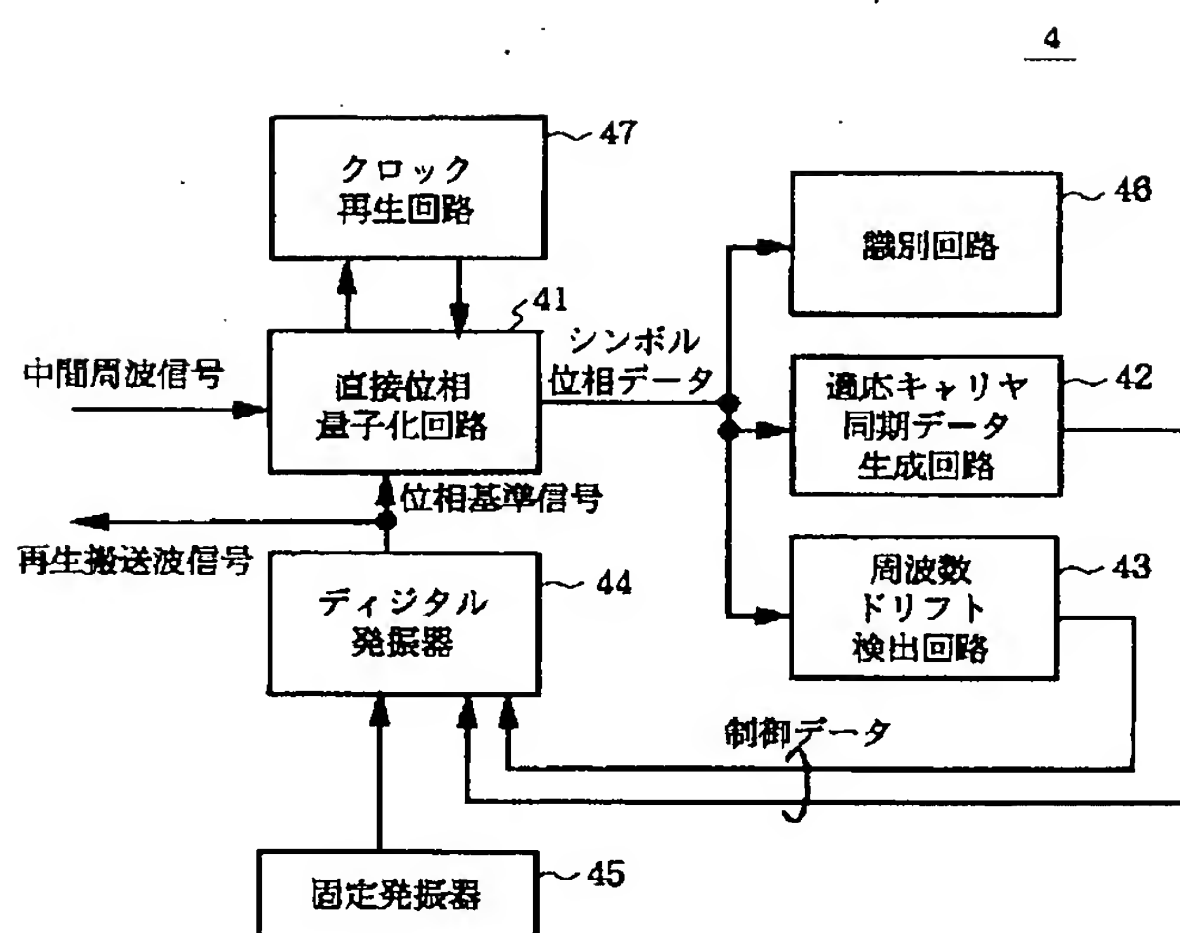 4
47
クロック
再生回路
46
識別回路
41
シンボル
位相データ
中間周波信号
直接位相
量子化回路
42
適応キャリヤ
同期データ
生成回路
位相基準信号
再生搬送波信号
44
ディジタル
発振器
43
周波数
ドリフト
検出回路
制御データ
45
固定発振器